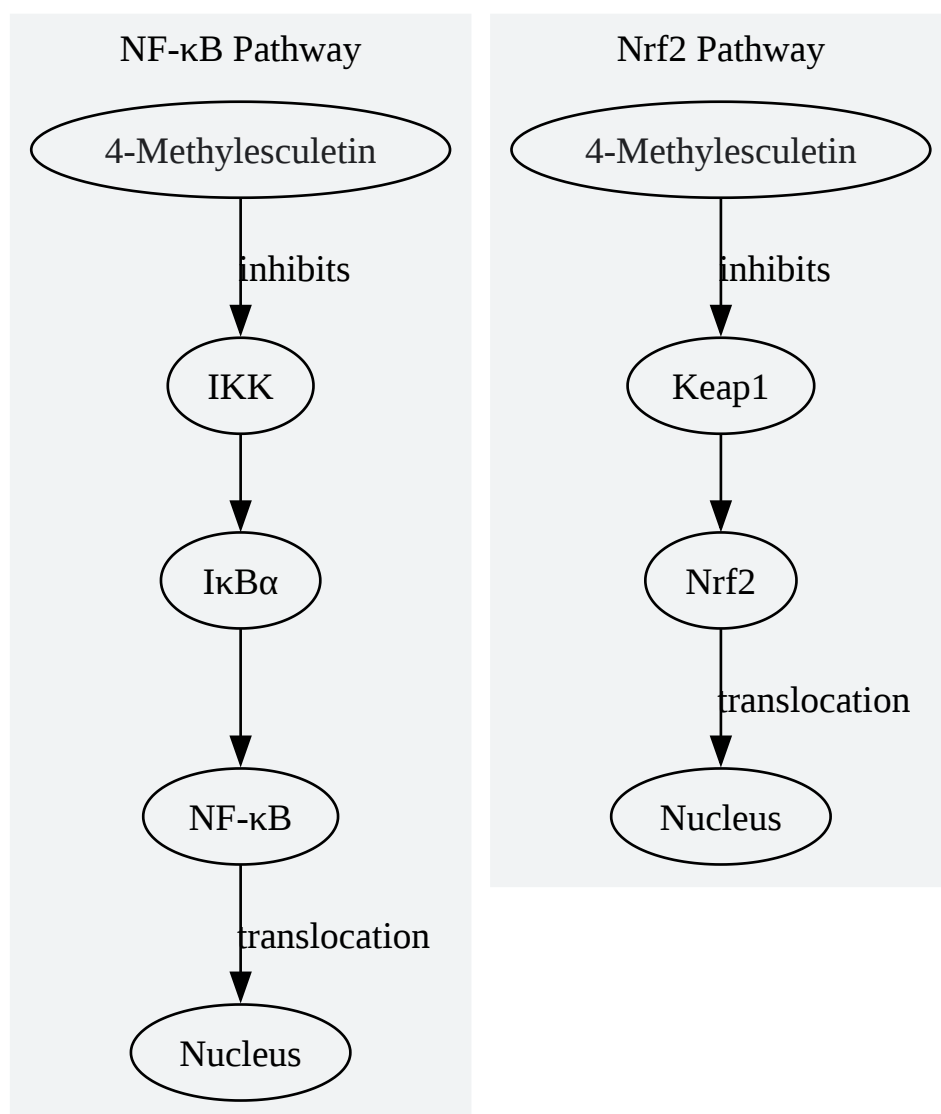 NF-κB Pathway
4-Methylesculetin
inhibits
IKK
IκBα
NF-κB
translocation
Nucleus
Nrf2 Pathway
4-Methylesculetin
inhibits
Keap1
Nrf2
translocation
Nucleus